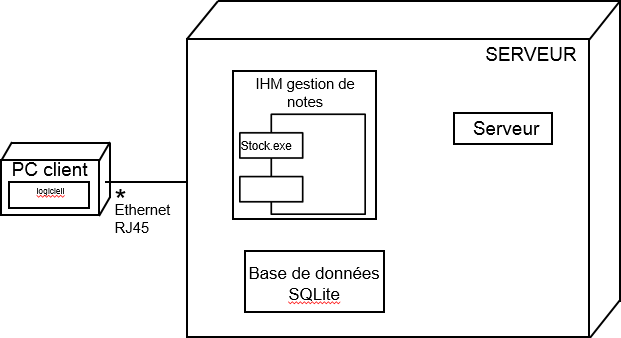 SERVEUR
IHM gestion de
notes
Stock.exe
Serveur
PC client
logiciell
*
Ethernet
RJ45
Base de données
SQLite